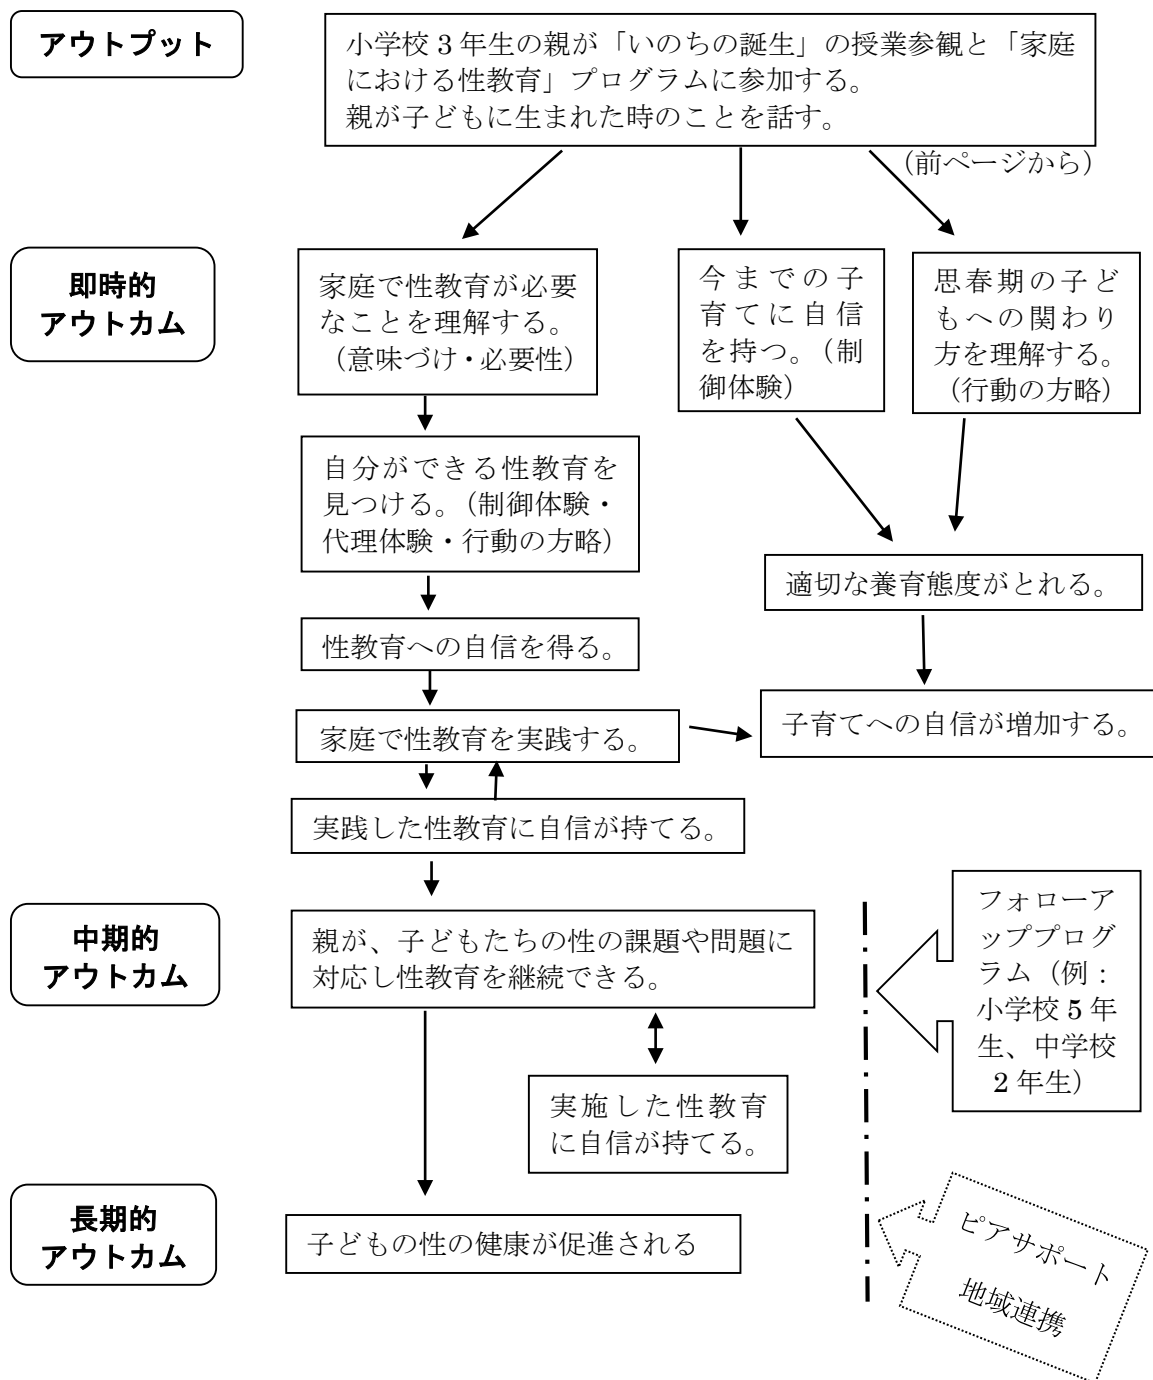 アウトプット
小学校3年生の親が「いのちの誕生」の授業参観と「家庭
における性教育」プログラムに参加する。
親が子どもに生まれた時のことを話す。
(前ページから)
即時的
アウトカム
家庭で性教育が必要
なことを理解する。
(意味づけ・必要性)
今までの子
育てに自信
を持つ。(制
御体験)
思春期の子ど
もへの関わり
方を理解する。
(行動の方略)
自分ができる性教育を
見つける。(制御体験・
代理体験・行動の方略)
適切な養育態度がとれる。
性教育への自信を得る。
家庭で性教育を実践する。
子育てへの自信が増加する。
実践した性教育に自信が持てる。
中期的
アウトカム
親が、子どもたちの性の課題や問題に
対応し性教育を継続できる。
フォローア
ッププログ
ラム(例:
小学校5年
生、中学校
2年生)
実施した性教育
に自信が持てる。
長期的
アウトカム
子どもの性の健康が促進される
ピアサポート
地域連携